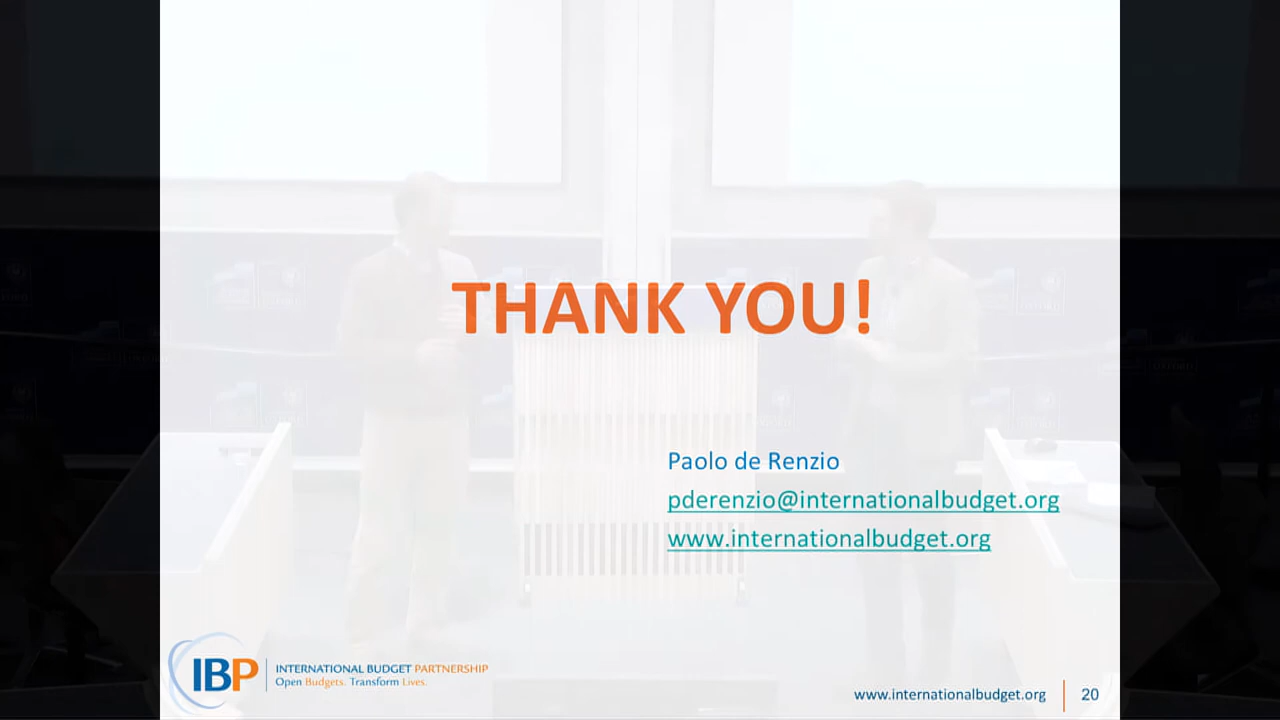 THANK YOU!
Paolo de Renzio
pderenzio@internationalbudget.org
www.internationalbudget.org
IBP
INTERNATIONAL BUDGET PARTNERSHIP
Open Budgets. Transform Lives.
www.internationalbudget.org
20